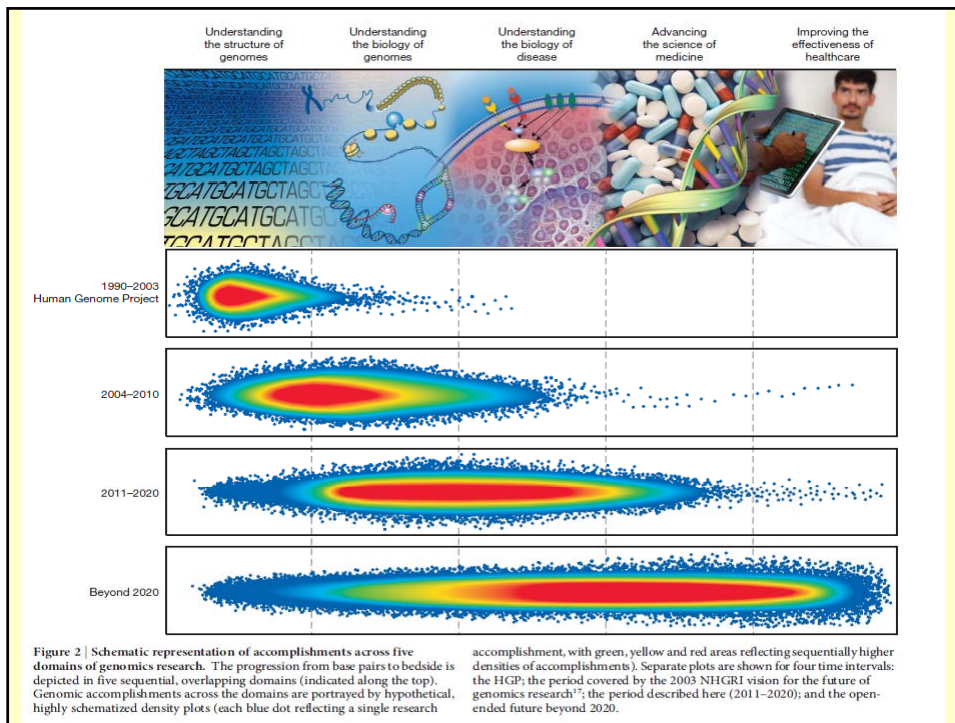 Understanding
the structure of
genomes
Understanding
the biology of
genomes
Understanding
the biology of
disease
Advancing
the science of
medicine
Improving the
effectiveness of
healthcare
1990–2003
Human Genome Project
2004–2010
2011–2020
Beyond 2020
Figure 2 | Schematic representation of accomplishments across five
domains of genomics research. The progression from base pairs to bedside is
depicted in five sequential, overlapping domains (indicated along the top).
Genomic accomplishments across the domains are portrayed by hypothetical,
highly schematized density plots (each blue dot reflecting a single research
accomplishment, with green, yellow and red areas reflecting sequentially higher
densities of accomplishments). Separate plots are shown for four time intervals:
the HGP; the period covered by the 2003 NHGRI vision for the future of
genomics research17; the period described here (2011–2020); and the open-
ended future beyond 2020.